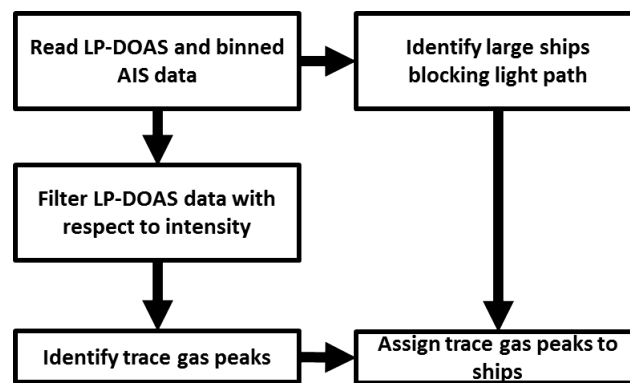 Read LP-DOAS and binned
AIS data
Identify large ships
blocking light path
Filter LP-DOAS data with
respect to intensity
Identify trace gas peaks
Assign trace gas peaks to
ships